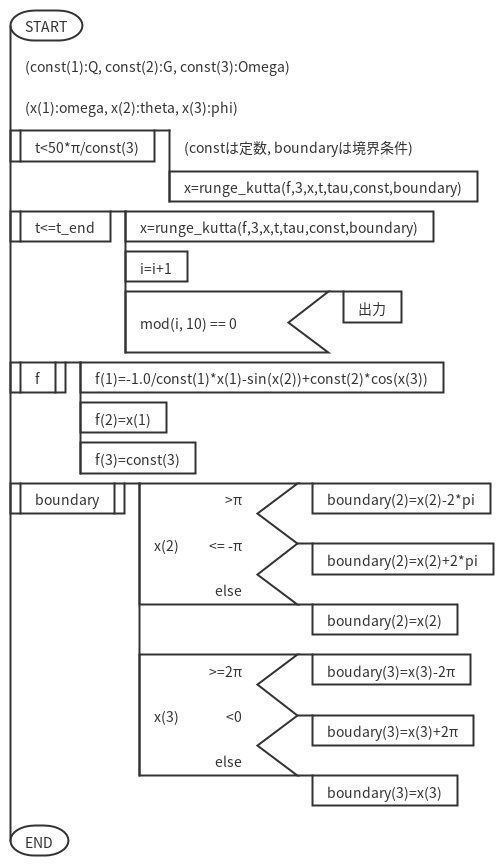 START
(const(1):Q, const(2):G, const(3):Omega)
(x(1):omega, x(2):theta, x(3):phi)
t<50*π/const(3)
(constは定数, boundaryは境界条件)
x=runge_kutta(f,3,x,t,tau,const,boundary)
t<=t_end
x=runge_kutta(f,3,x,t,tau,const,boundary)
i=i+1
mod(i, 10) == 0
出力
f
f(1)=-1.0/const(1)*x(1)-sin(x(2))+const(2)*cos(x(3))
f(2)=x(1)
f(3)=const(3)
boundary
x(2)
>π
boundary(2)=x(2)-2*pi
<= -π
boundary(2)=x(2)+2*pi
else
boundary(2)=x(2)
x(3)
>=2π
boudary(3)=x(3)-2π
<0
boudary(3)=x(3)+2π
else
boundary(3)=x(3)
END